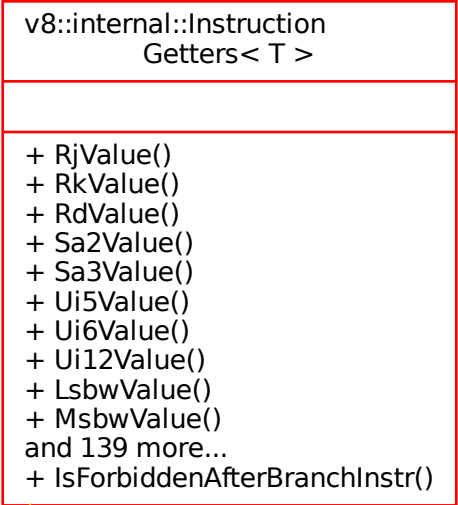 v8::internal::Instruction
Getters< T >
+ RjValue()
+ RkValue()
+ RdValue()
+ Sa2Value()
+ Sa3Value()
+ Ui5Value()
+ Ui6Value()
+ Ui12Value()
+ LsbwValue()
+ MsbwValue()
and 139 more...
+ IsForbiddenAfterBranchInstr()